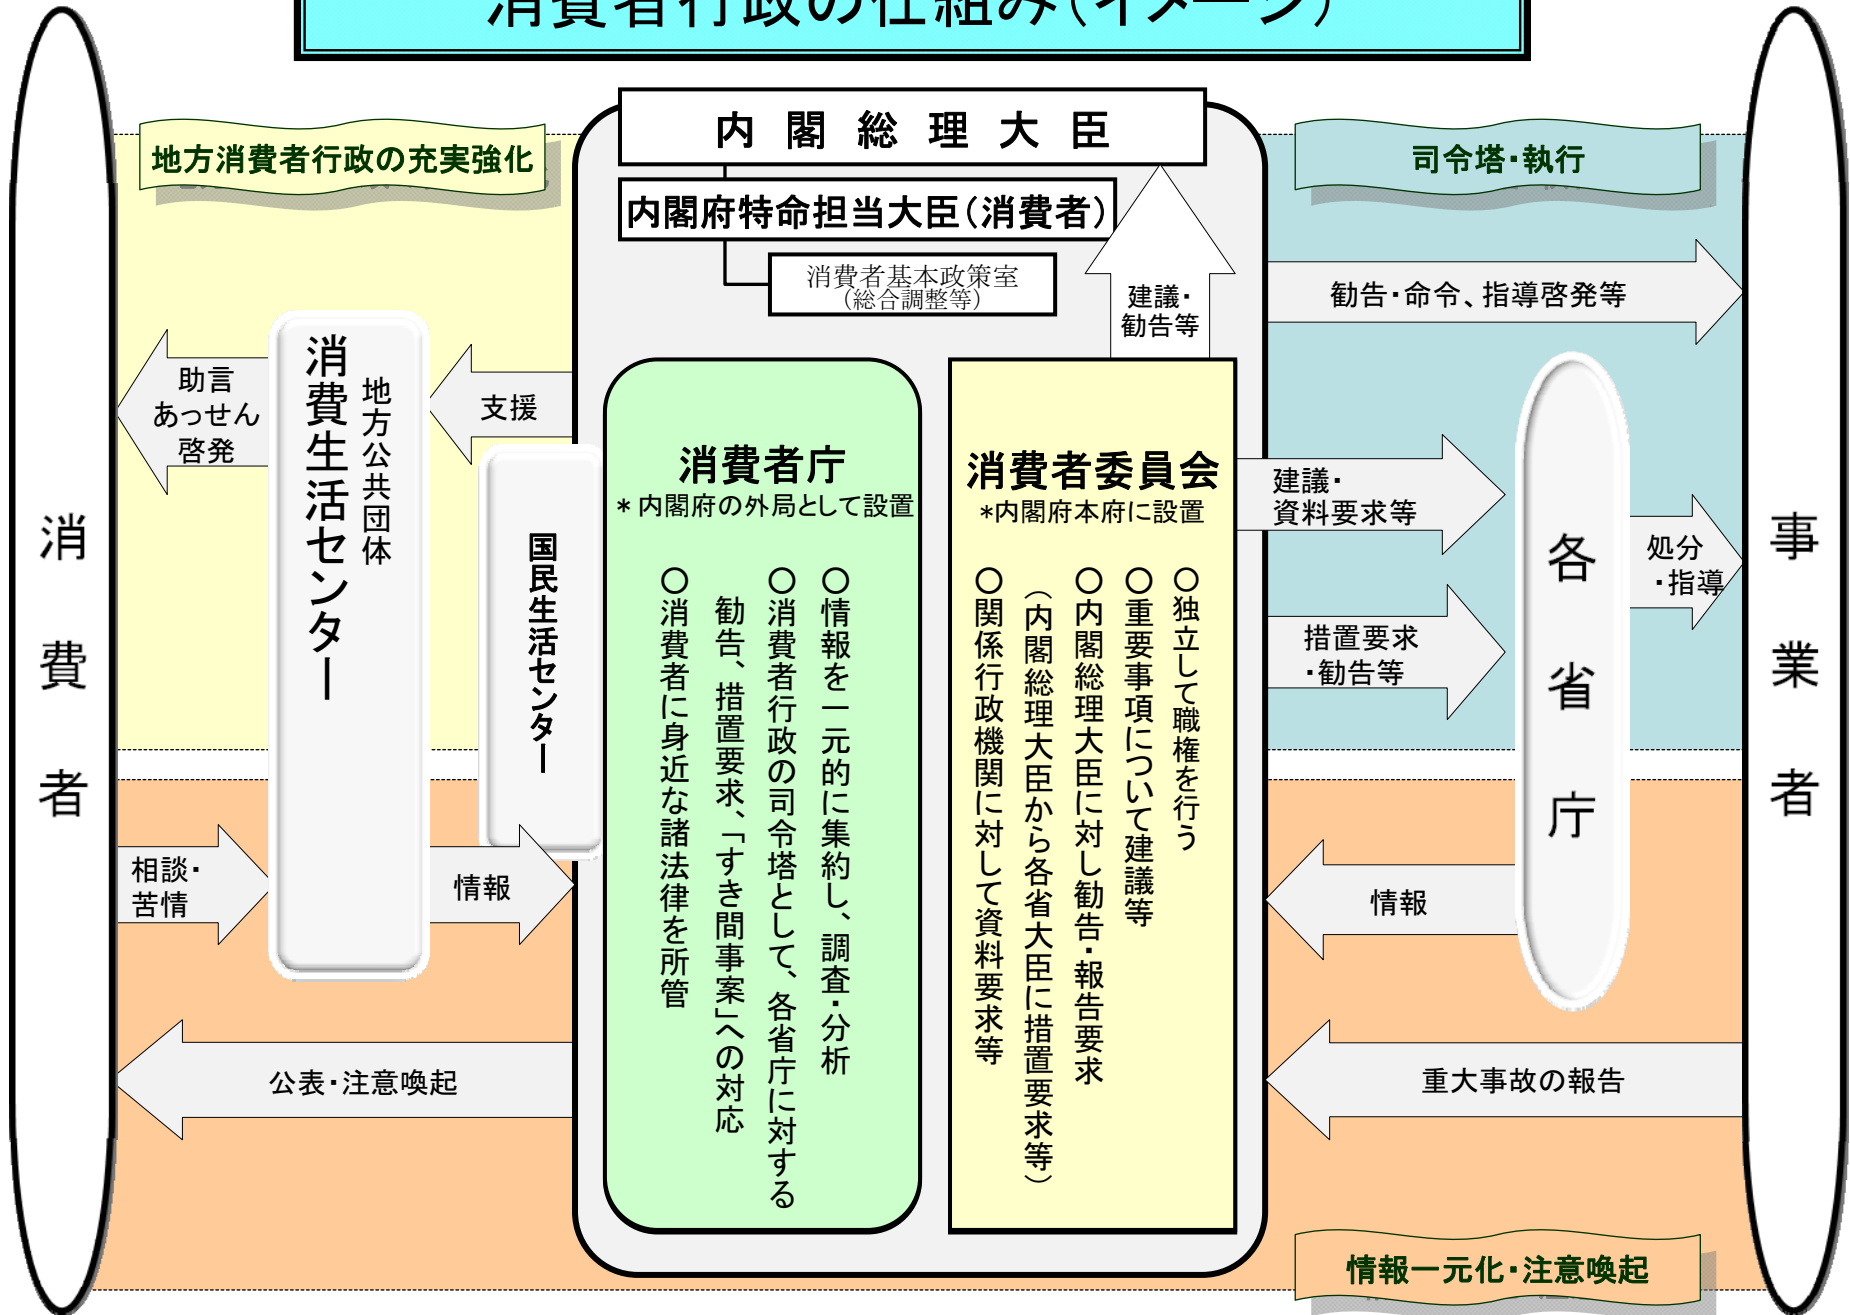 消費者行政の仕組み(イメージ)
内閣総理大臣
内閣府特命担当大臣(消費者)
消費者基本政策室
(総合調整等)
建議・
勧告等
地方消費者行政の充実強化
司令塔・執行
勧告・命令、指導啓発等
消費者
助言
あっせん
啓発
地方公共団体
消費生活センター
支援
国民生活センター
相談・
苦情
情報
公表・注意喚起
消費者庁
*内閣府の外局として設置
○情報を一元的に集約し、調査・分析
○消費者行政の司令塔として、各省庁に対する
勧告、措置要求、「すき間事案」への対応
○消費者に身近な諸法律を所管
消費者委員会
*内閣府本府に設置
○独立して職権を行う
○重要事項について建議等
○内閣総理大臣に対し勧告・報告要求
(内閣総理大臣から各省大臣に措置要求等)
○関係行政機関に対して資料要求等
建議・
資料要求等
措置要求
・勧告等
各省庁
処分
・指導
事業者
情報
重大事故の報告
情報一元化・注意喚起